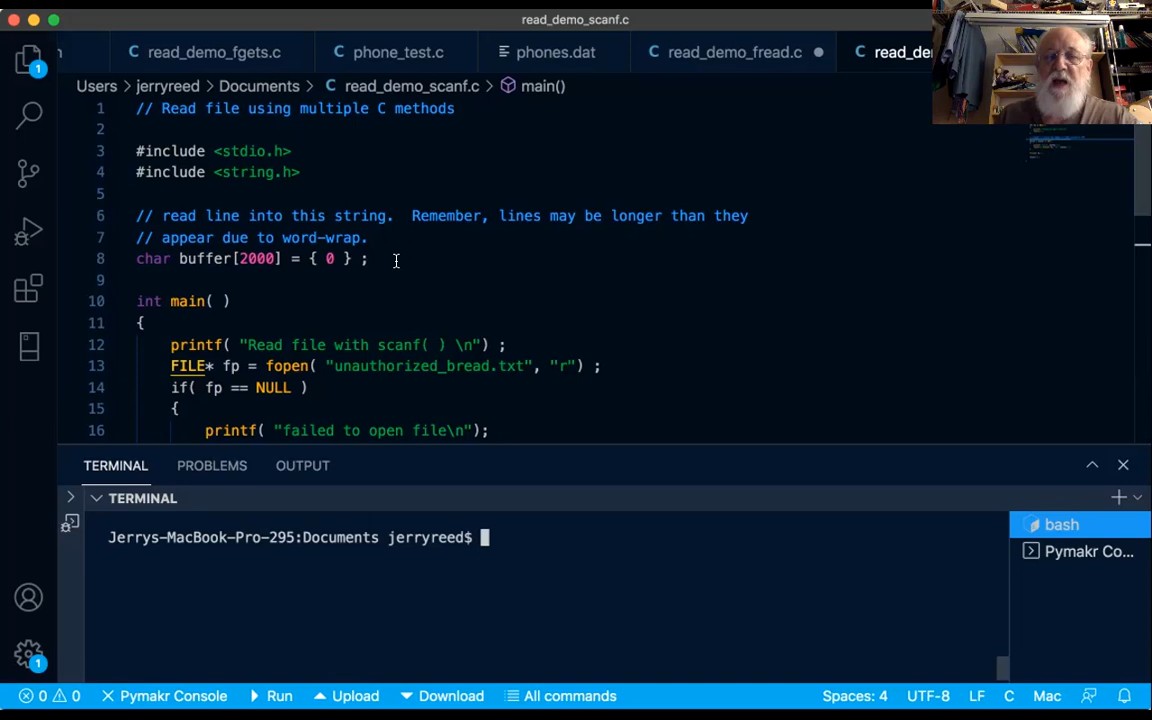 read_demo_scanf.c
read_demo_fgets.c
phone_test.c
phones.dat
read_demo_fread.c
read_dem
Users > jerryreed > Documents > read_demo_scanf.c > main()
1 // Read file using multiple C methods
2
3 #include <stdio.h>
4 #include <string.h>
5
6 // read line into this string.  Remember, lines may be longer than they
7 // appear due to word-wrap.
8 char buffer[2000] = { 0 } ;
9
10 int main( )
11 {
12 printf( "Read file with scanf( ) \n") ;
13 FILE* fp = fopen( "unauthorized_bread.txt", "r") ;
14 if( fp == NULL )
15 {
16 printf( "failed to open file\n");
TERMINAL PROBLEMS OUTPUT
TERMINAL
Jerrys-MacBook-Pro-295:Documents jerryreed$
bash
Pymakr Co...
1
1
0 0 Pymakr Console Run Upload Download All commands Spaces: 4 UTF-8 LF C Mac